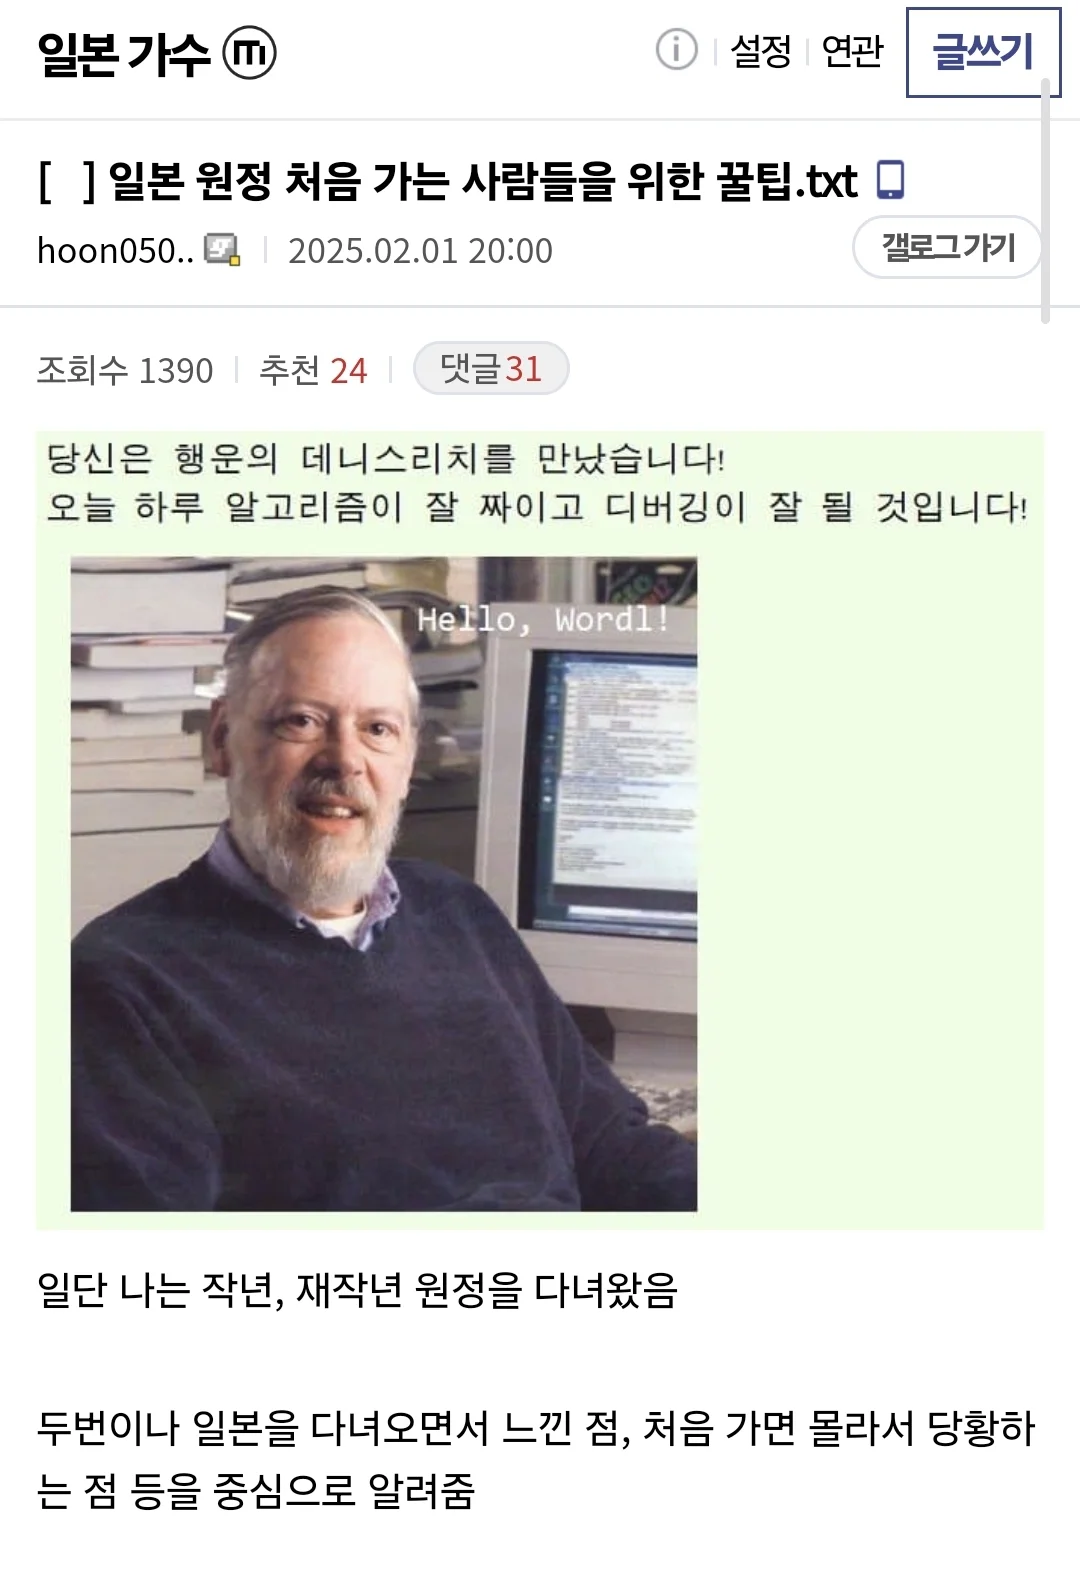 일본 가수 ⓜ
ⓘ 설정 연관 글쓰기
[ ] 일본 원정 처음 가는 사람들을 위한 꿀팁.txt
hoon050.. 2025.02.01 20:00
갤로그 가기
조회수 1390 추천 24 댓글 31
당신은 행운의 데니스리치를 만났습니다!
오늘 하루 알고리즘이 잘 짜이고 디버깅이 잘 될 것입니다!
Hello, Wordl!
일단 나는 작년, 재작년 원정을 다녀왔음
두번이나 일본을 다녀오면서 느낀 점, 처음 가면 몰라서 당황하
는 점 등을 중심으로 알려줌